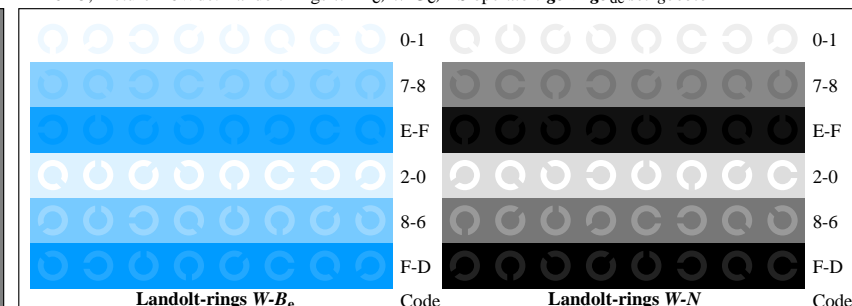 0-1 0-1
7-8 7-8
E-F E-F
2-0 2-0
8-6 8-6
F-D F-D
Landolt-rings W-Be Code Landolt-rings W-N Code